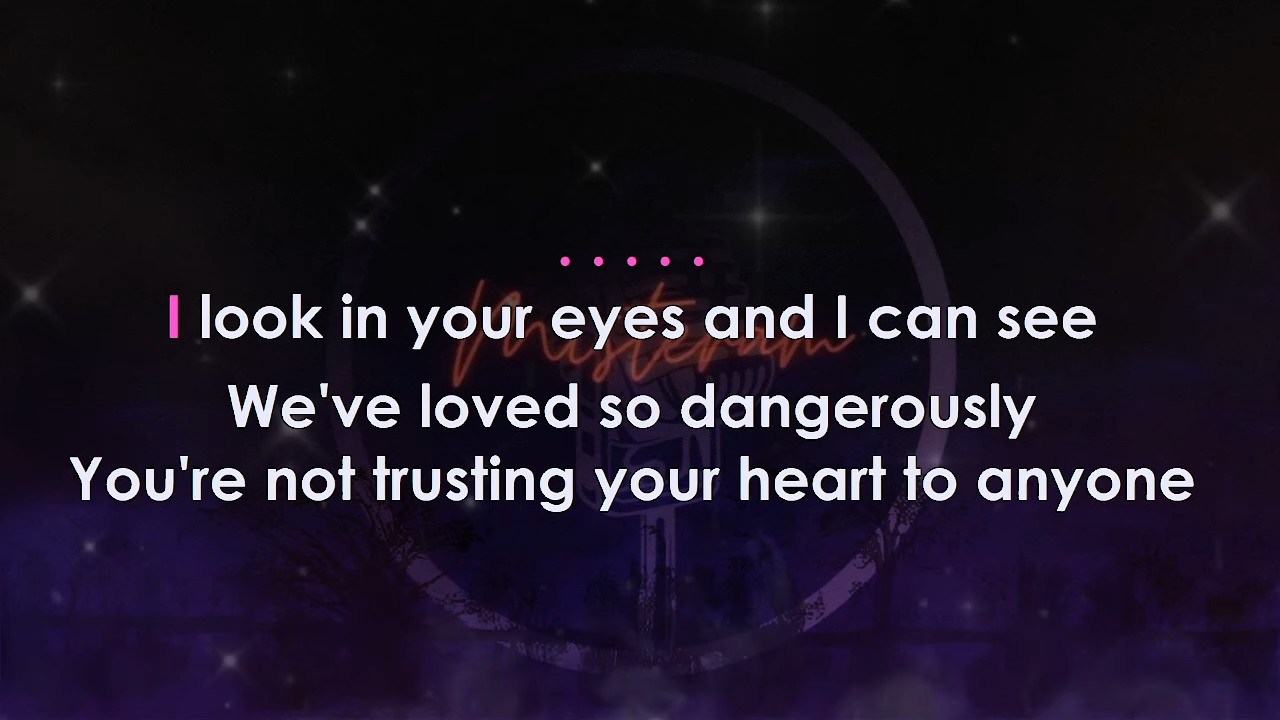 Misteram
I look in your eyes and I can see
We've loved so dangerously
You're not trusting your heart to anyone